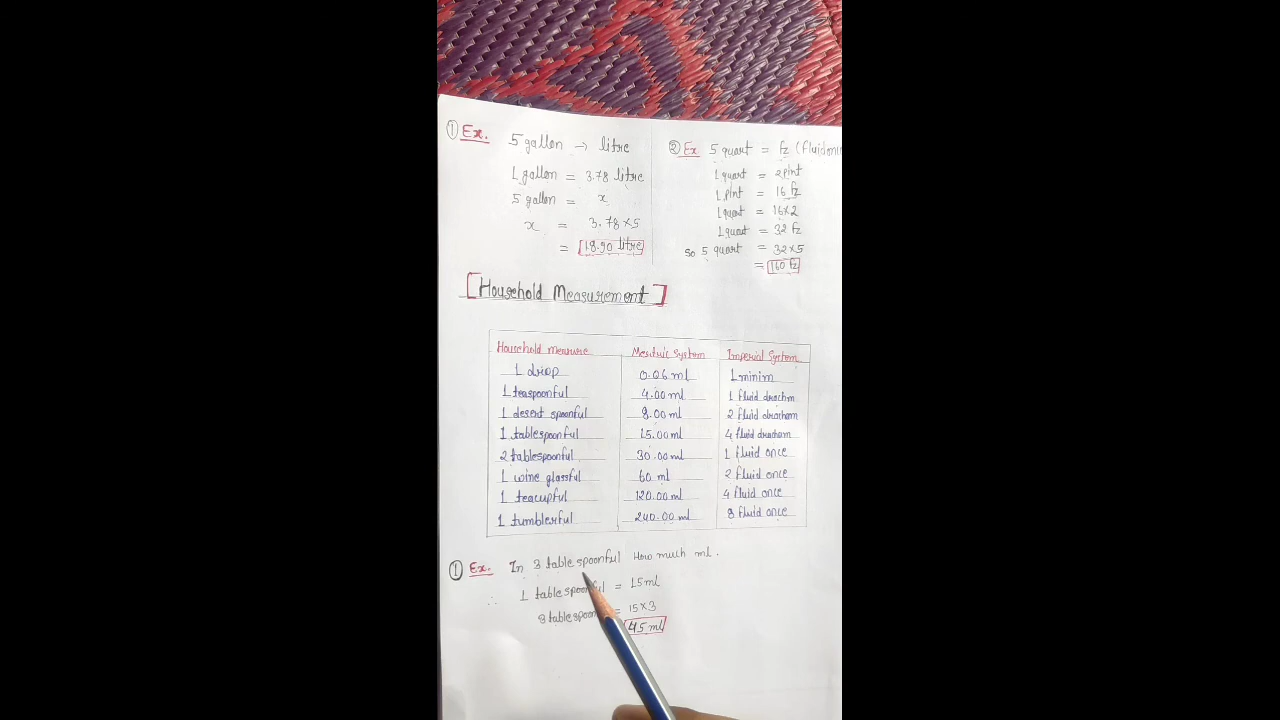 ① Ex. 5 gallon → litre
1 gallon = 3.78 litre
5 gallon = x
x = 3.78×5
= 18.90 litre
② Ex 5 quart = fz (fluid
1 quart = 2 pint
1 pint = 16 fz
1 quart = 16×2
1 quart = 32 fz
so 5 quart = 32×5
= 160 fz
[Household Measurement]
Household measure Metric System Imperial System
1 drop 0.06 ml 1 minim
1 teaspoonful 4.00 ml 1 fluid drachm
1 desert spoonful 8.00 ml 2 fluid dracham
1 tablespoonful 15.00 ml 4 fluid dracham
2 tablespoonful 30.00 ml 1 fluid once
1 wine glassful 60 ml 2 fluid once
1 teacupful 120.00 ml 4 fluid once
1 tumblerful 240.00 ml 8 fluid once
① Ex. In 3 tablespoonful How much ml.
∴ 1 tablespoonful = 15 ml
3 tablespoon = 15×3
45 ml